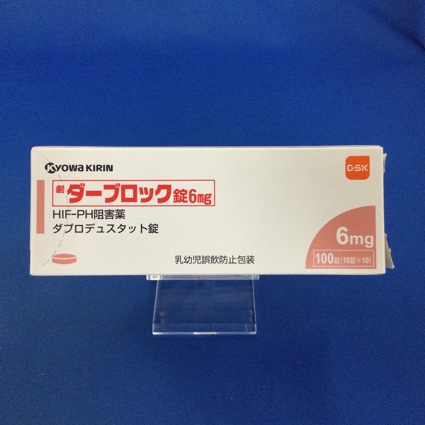 KYOWA KIRIN
GSK
劇 ダーブロック錠6mg
HIF-PH阻害薬
ダプロデュスタット錠
6mg
100錠(10錠×10)
乳幼児誤飲防止包装